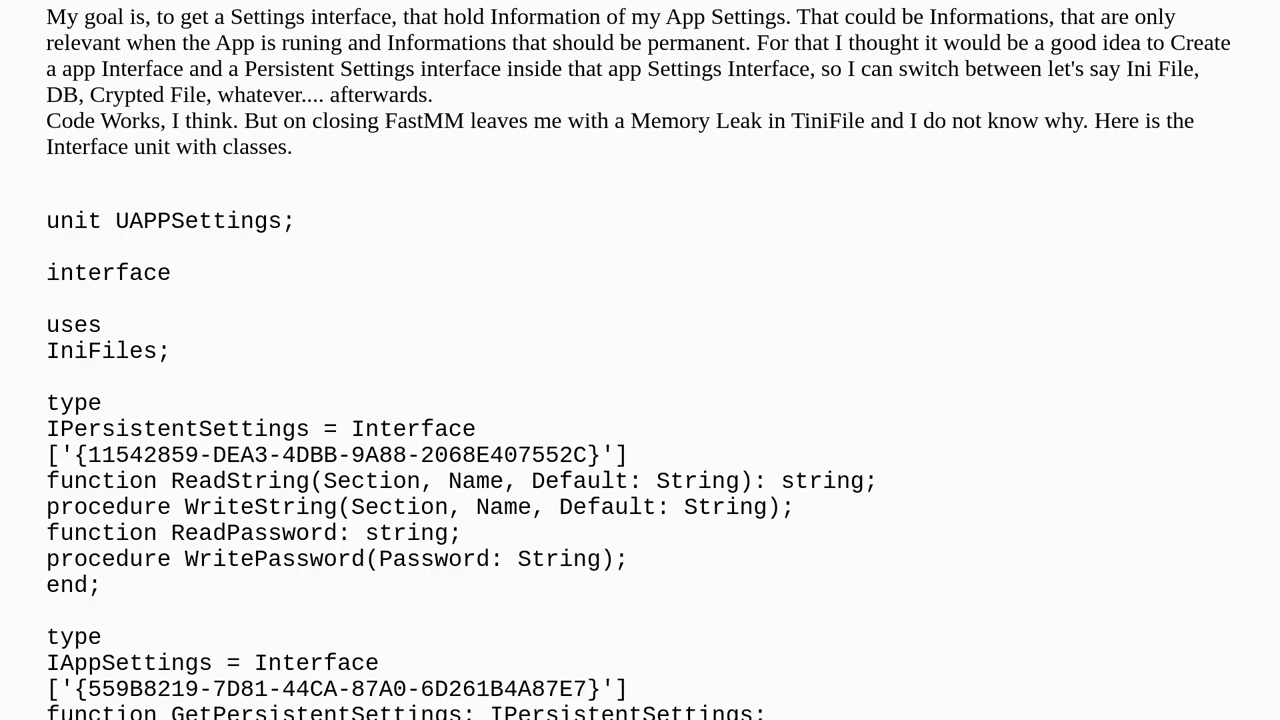 My goal is, to get a Settings interface, that hold Information of my App Settings. That could be Informations, that are only
relevant when the App is runing and Informations that should be permanent. For that I thought it would be a good idea to Create
a app Interface and a Persistent Settings interface inside that app Settings Interface, so I can switch between let's say Ini File,
DB, Crypted File, whatever.... afterwards.
Code Works, I think. But on closing FastMM leaves me with a Memory Leak in TiniFile and I do not know why. Here is the
Interface unit with classes.
unit UAPPSettings;
interface
uses
IniFiles;
type
IPersistentSettings = Interface
['{11542859-DEA3-4DBB-9A88-2068E407552C}']
function ReadString(Section, Name, Default: String): string;
procedure WriteString(Section, Name, Default: String);
function ReadPassword: string;
procedure WritePassword(Password: String);
end;
type
IAppSettings = Interface
['{559B8219-7D81-44CA-87A0-6D261B4A87E7}']
function GetPersistentSettings: IPersistentSettings;